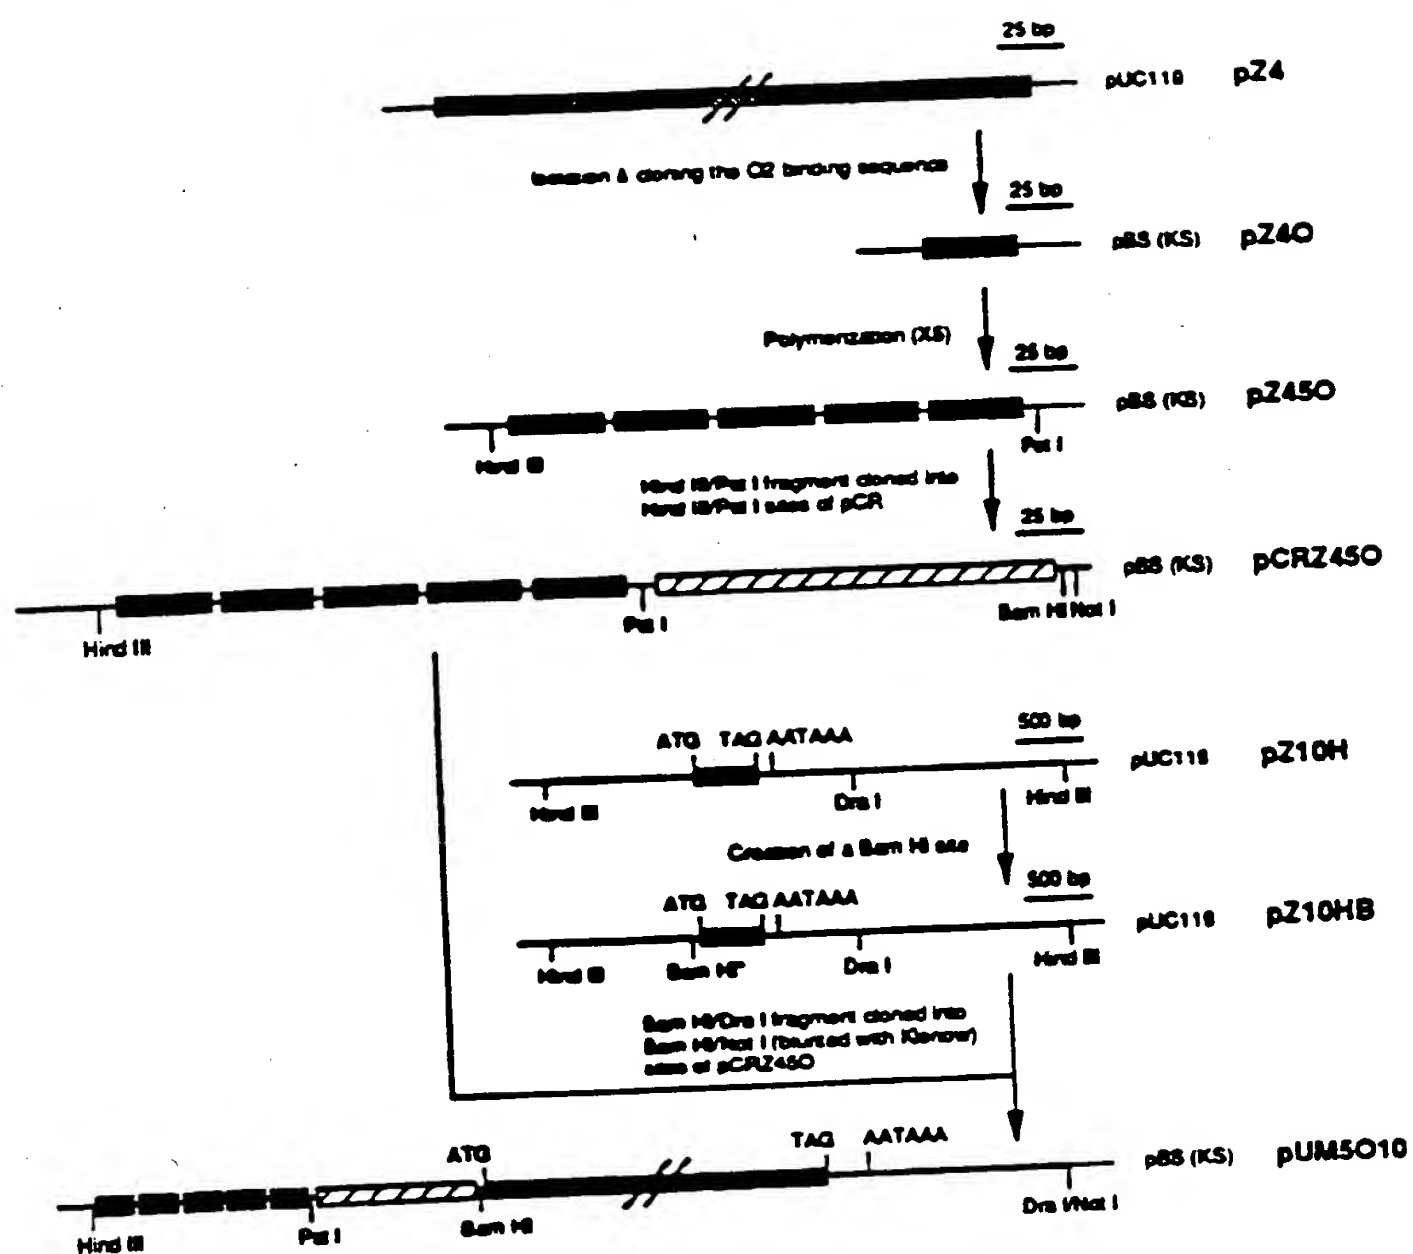 25 bp
pUC119 pZ4
Isolation & cloning the O2 binding sequence
25 bp
pBS (KS) pZ4O
Polymerization (X5)
25 bp
pBS (KS) pZ45O
Hind III Pst I
Hind III/Pst I fragment cloned into
Hind III/Pst I sites of pCR
25 bp
pBS (KS) pCRZ45O
Hind III Pst I Bam HI Not I
500 bp
ATG TAG AATAAA
pUC118 pZ10H
Hind III Dra I Hind III
Creation of a Bam HI site
500 bp
ATG TAG AATAAA
pUC118 pZ10HB
Hind III Bam HI* Dra I Hind III
Bam HI/Dra I fragment cloned into
Bam HI/Not I (blunted with Klenow)
sites of pCRZ45O
ATG TAG AATAAA
pBS (KS) pUM5O10
Hind III Pst I Bam HI Dra I/Not I